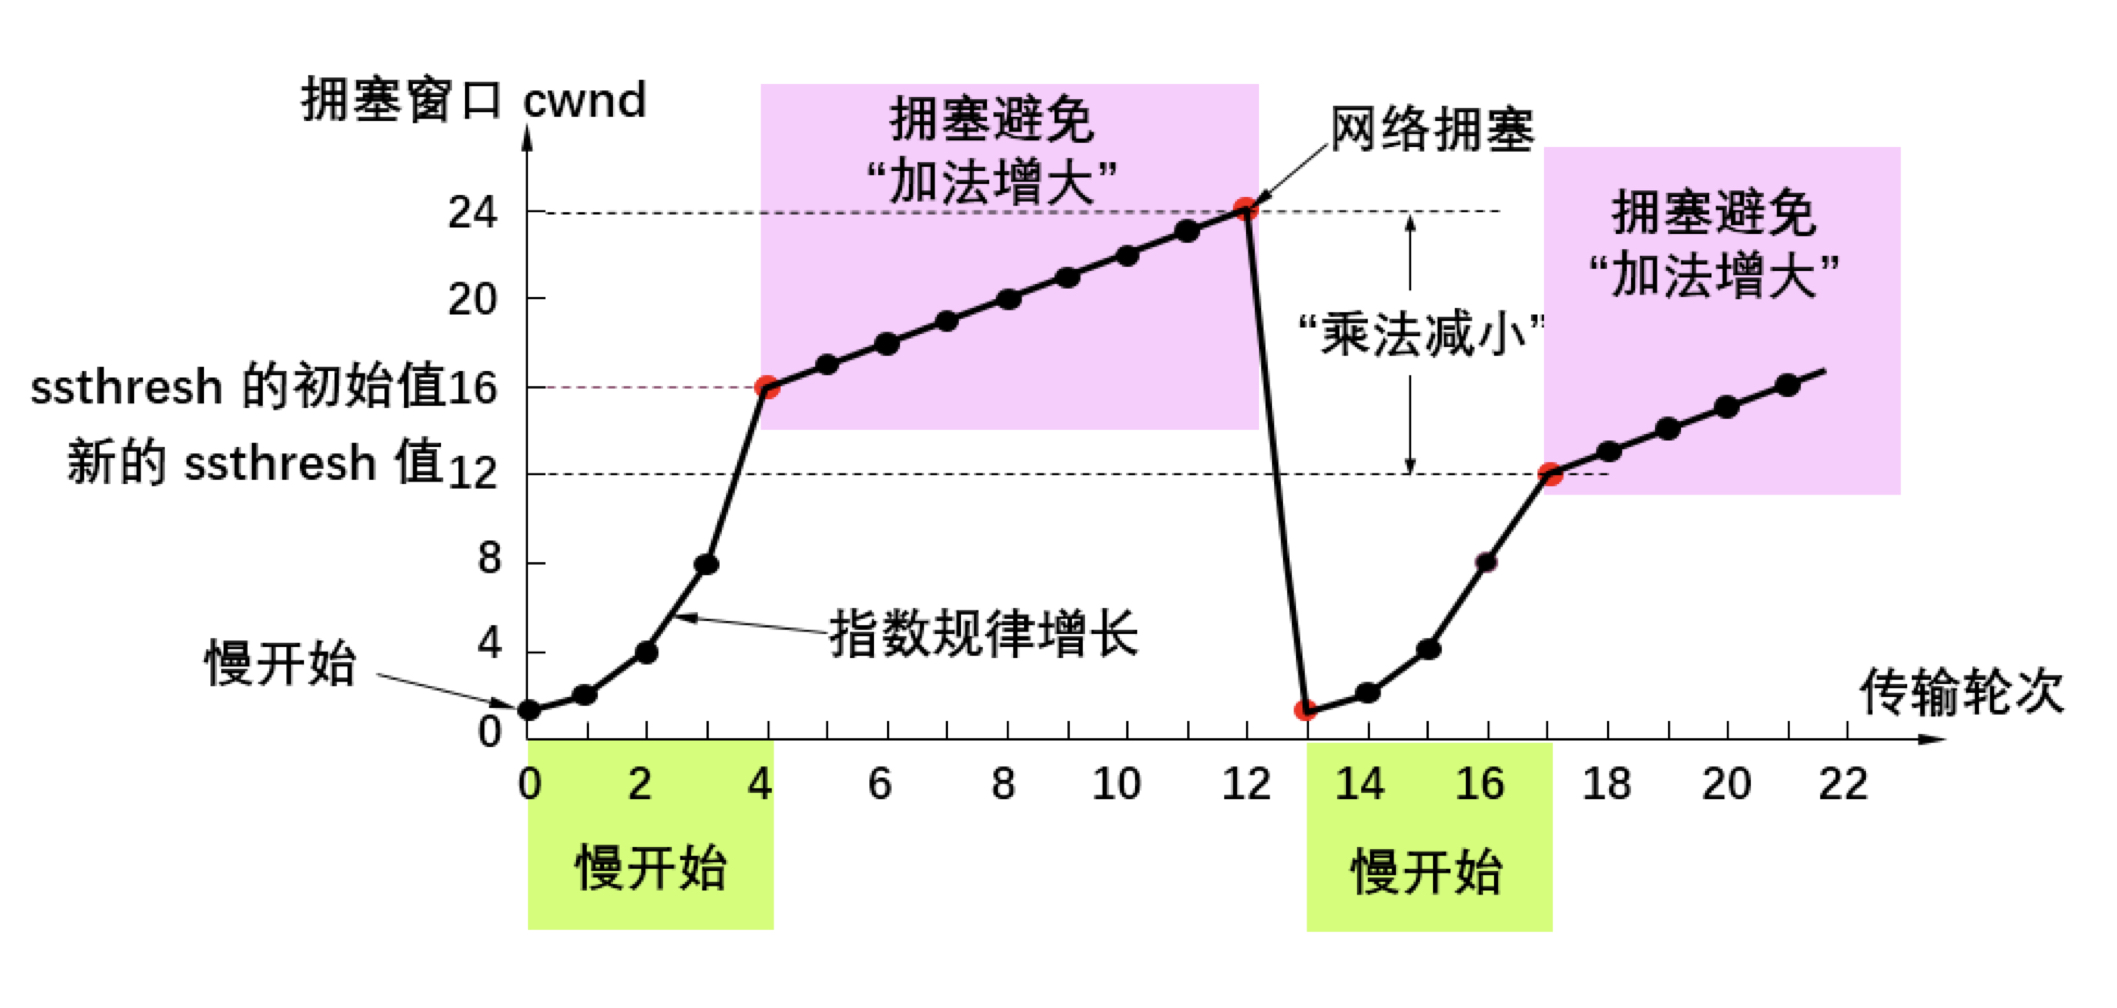 拥塞窗口 cwnd
拥塞避免
“加法增大”
网络拥塞
拥塞避免
“加法增大”
24
20
“乘法减小”
ssthresh 的初始值16
新的 ssthresh 值12
8
指数规律增长
4
慢开始
传输轮次
0
0 2 4 6 8 10 12 14 16 18 20 22
慢开始
慢开始